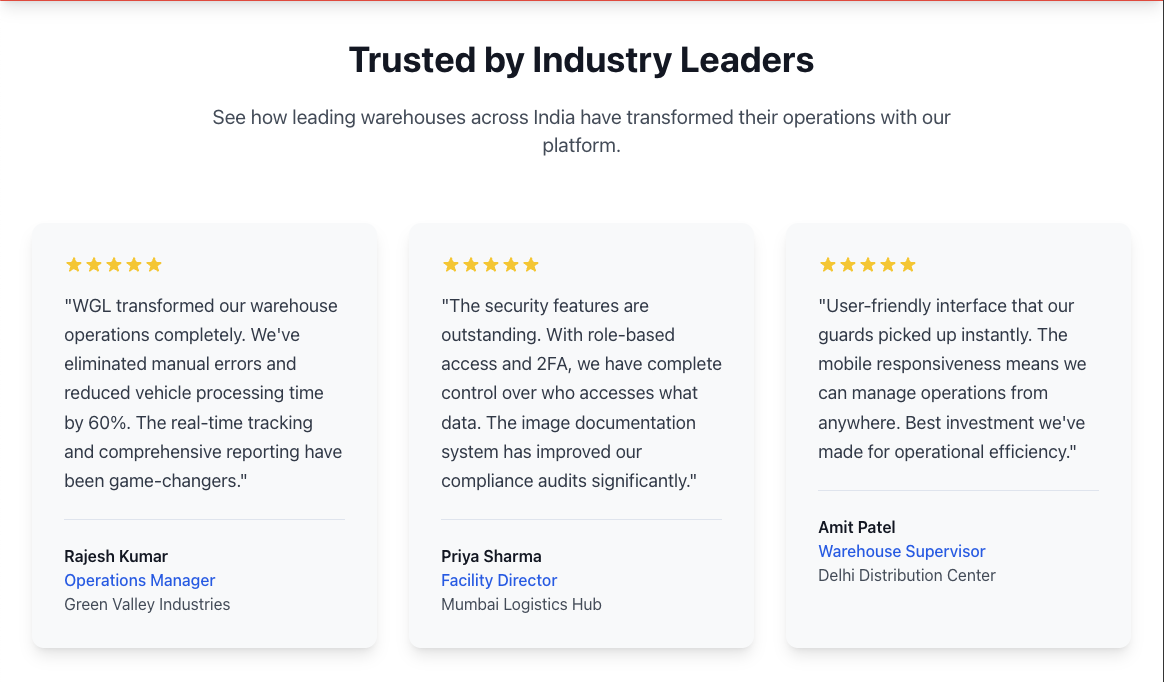 Trusted by Industry Leaders
See how leading warehouses across India have transformed their operations with our
platform.
"WGL transformed our warehouse
operations completely. We've
eliminated manual errors and
reduced vehicle processing time
by 60%. The real-time tracking
and comprehensive reporting have
been game-changers."
Rajesh Kumar
Operations Manager
Green Valley Industries
"The security features are
outstanding. With role-based
access and 2FA, we have complete
control over who accesses what
data. The image documentation
system has improved our
compliance audits significantly."
Priya Sharma
Facility Director
Mumbai Logistics Hub
"User-friendly interface that our
guards picked up instantly. The
mobile responsiveness means we
can manage operations from
anywhere. Best investment we've
made for operational efficiency."
Amit Patel
Warehouse Supervisor
Delhi Distribution Center